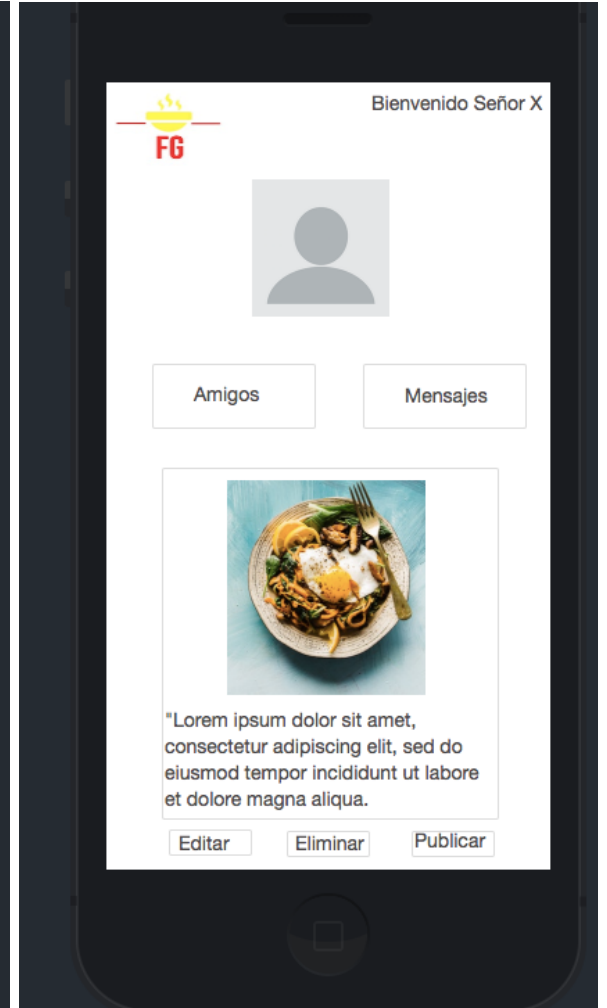 Bienvenido Señor X
FG
Amigos
Mensajes
"Lorem ipsum dolor sit amet,
consectetur adipiscing elit, sed do
eiusmod tempor incididunt ut labore
et dolore magna aliqua.
Editar
Eliminar
Publicar